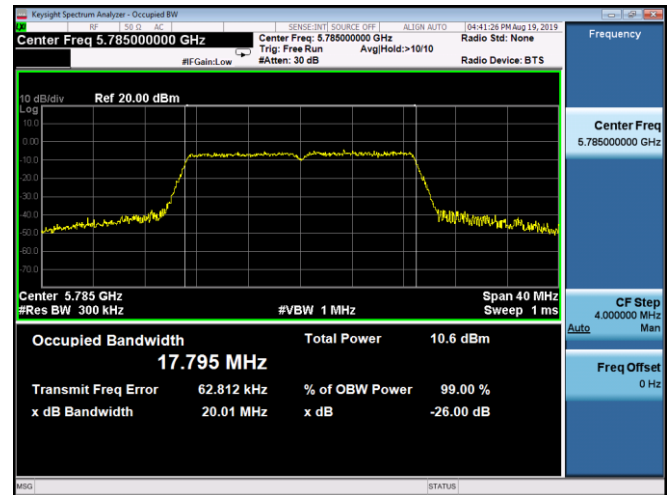 Keysight Spectrum Analyzer - Occupied BW
RF 50 Ω AC SENSE:INT SOURCE OFF ALIGN AUTO 04:41:26 PM Aug 19, 2019
Center Freq 5.785000000 GHz
Center Freq: 5.785000000 GHz Radio Std: None
Trig: Free Run Avg|Hold:>10/10
#IFGain:Low #Atten: 30 dB Radio Device: BTS
Frequency
10 dB/div Ref 20.00 dBm
Log
10.0
0.00
-10.0
-20.0
-30.0
-40.0
-50.0
-60.0
-70.0
Center Freq
5.785000000 GHz
Center 5.785 GHz Span 40 MHz
#Res BW 300 kHz #VBW 1 MHz Sweep 1 ms
CF Step
4.000000 MHz
Auto Man
Occupied Bandwidth Total Power 10.6 dBm
17.795 MHz
Transmit Freq Error 62.812 kHz % of OBW Power 99.00 %
x dB Bandwidth 20.01 MHz x dB -26.00 dB
Freq Offset
0 Hz
MSG STATUS